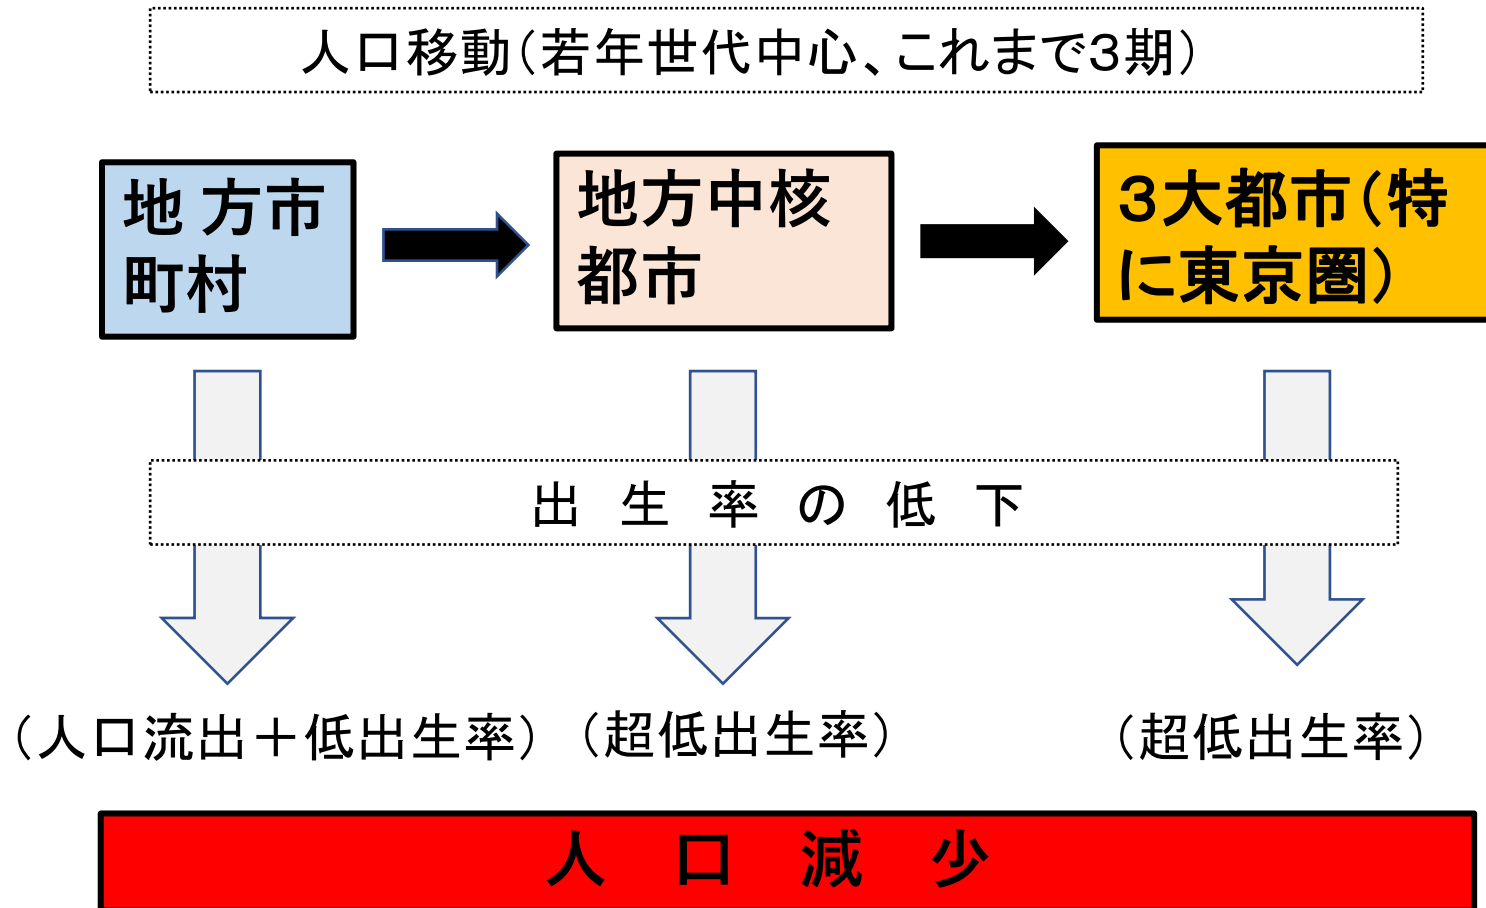 人口移動（若年世代中心、これまで３期）
地 方市
町村
地方中核
都市
３大都市（特
に東京圏）
出 生 率 の 低 下
（人口流出＋低出生率）
（超低出生率）
（超低出生率）
人 口 減 少